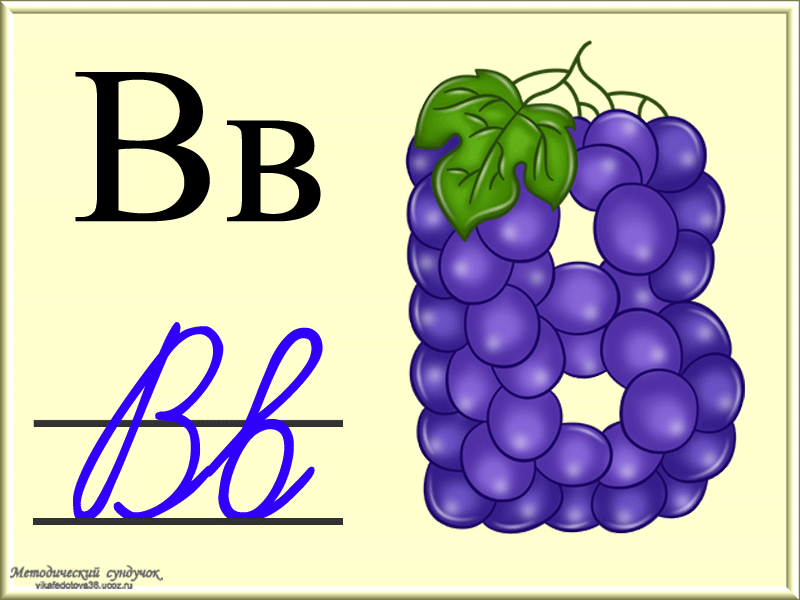 Вв
Вв
Методический сундучок
vikafedotova38.ucoz.ru